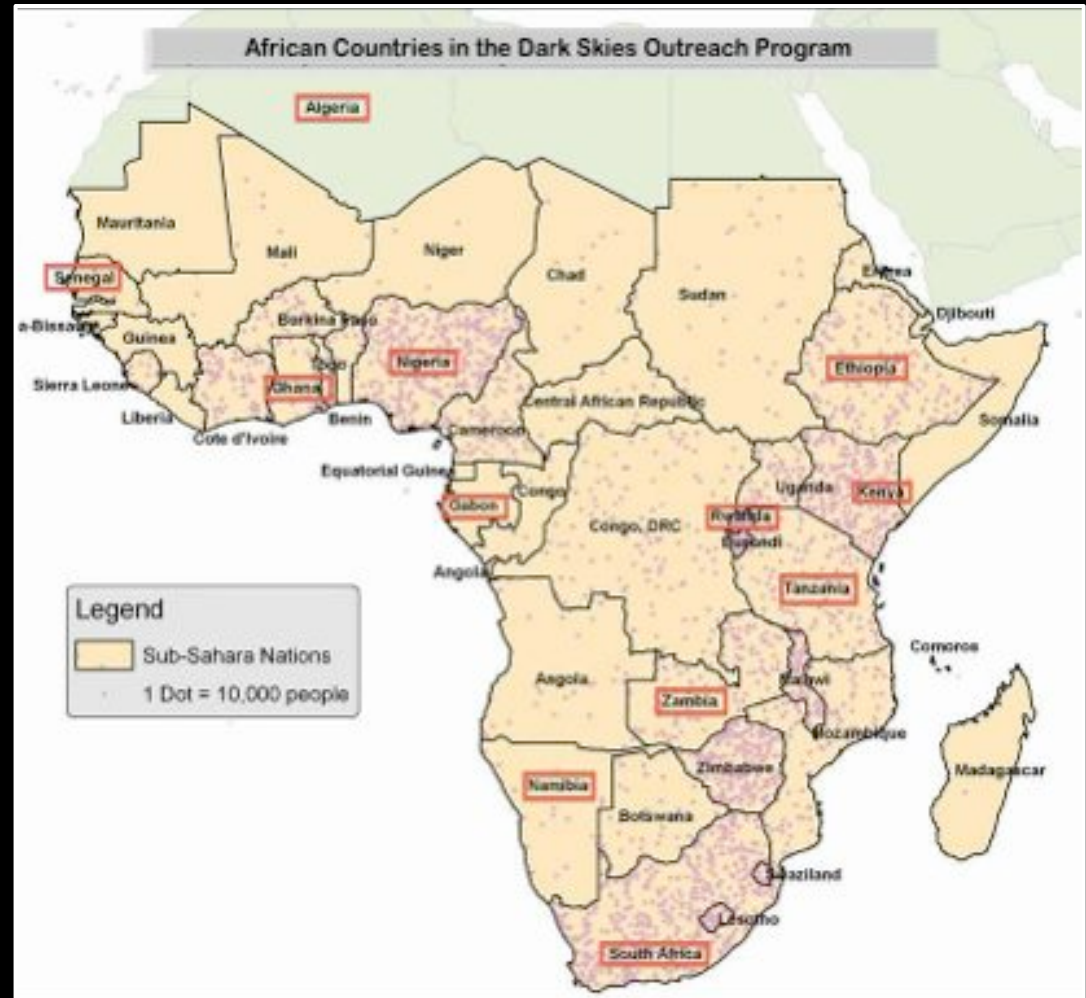 African Countries in the Dark Skies Outreach Program
Algeria
Mauritania
Mali
Niger
Chad
Sudan
Eritrea
Senegal
Djibouti
a-Bissau
Guinea
Burkina Faso
Nigeria
Ethiopia
Togo
Sierra Leone
Ghana
Liberia
Benin
Cote d'Ivoire
Central African Republic
Somalia
Cameroon
Equatorial Guine
Uganda
Kenya
Congo
Gabon
Rwanda
Congo, DRC
Burundi
Angola
Tanzania
Legend
Sub-Sahara Nations
1 Dot = 10,000 people
Comoros
Angola
Malawi
Zambia
Mozambique
Zimbabwe
Madagascar
Namibia
Botswana
Swaziland
Lesotho
South Africa